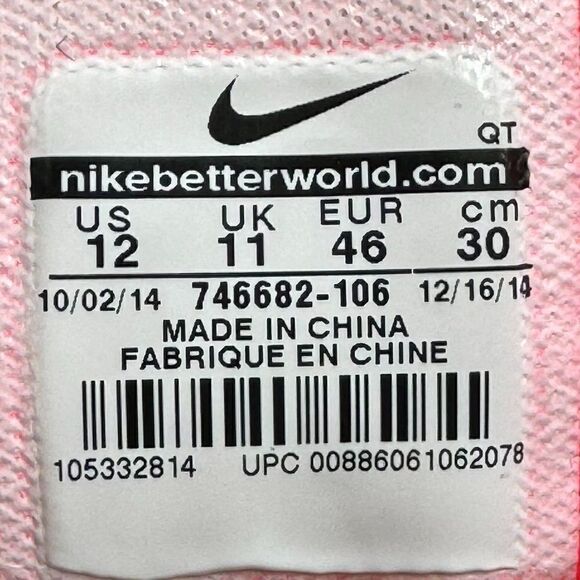 QT
nikebetterworld.com
US UK EUR cm
12 11 46 30
10/02/14 746682-106 12/16/14
MADE IN CHINA
FABRIQUE EN CHINE
105332814 UPC 00886061062078